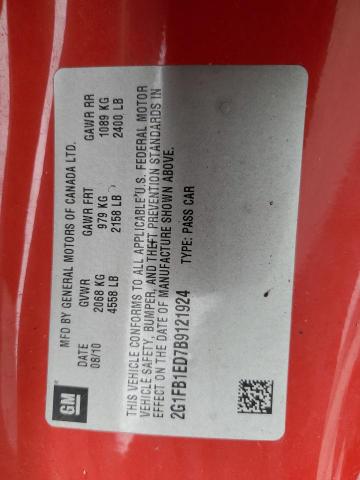 MFD BY GENERAL MOTORS OF CANADA LTD.
DATE GVWR GAWR FRT GAWR RR
08/10 2068 KG 979 KG 1089 KG
4558 LB 2158 LB 2400 LB
THIS VEHICLE CONFORMS TO ALL APPLICABLE U.S. FEDERAL MOTOR
VEHICLE SAFETY, BUMPER, AND THEFT PREVENTION STANDARDS IN
EFFECT ON THE DATE OF MANUFACTURE SHOWN ABOVE.
2G1FB1ED7B9121924 TYPE: PASS CAR
GM